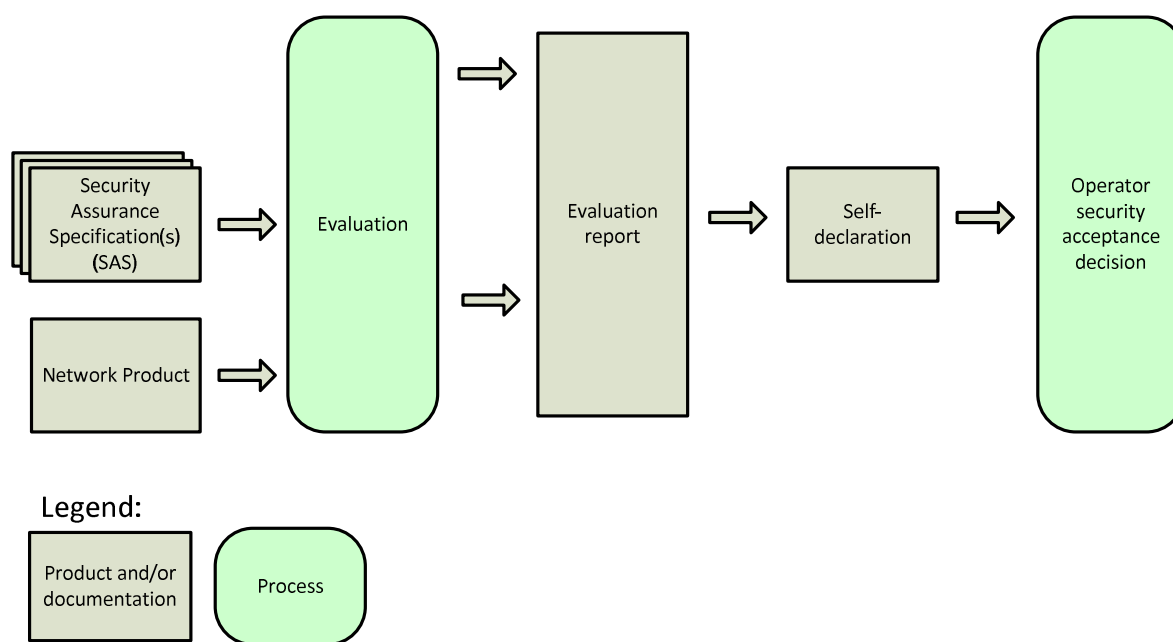 Security
Assurance
Specification(s)
(SAS)
Network Product
Evaluation
Evaluation
report
Self-
declaration
Operator
security
acceptance
decision
Legend:
Product and/or
documentation
Process